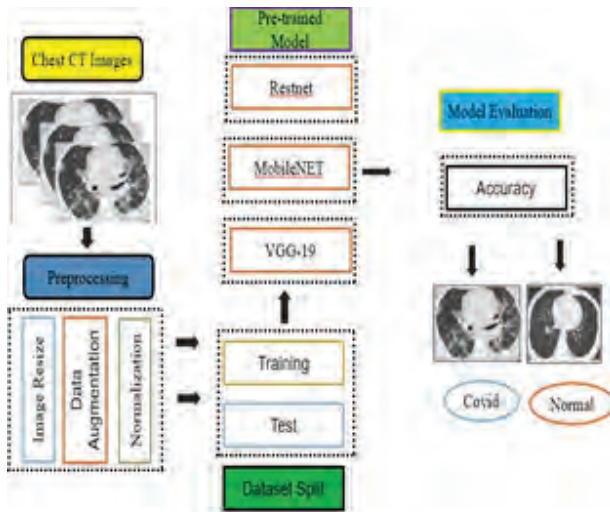 Chest CT Images
Preprocessing
Image Resize
Data
Augmentation
Normalization
Pre-trained
Model
Restnet
MobileNET
VGG-19
Training
Test
Dataset Split
Model Evaluation
Accuracy
Covid
Normal